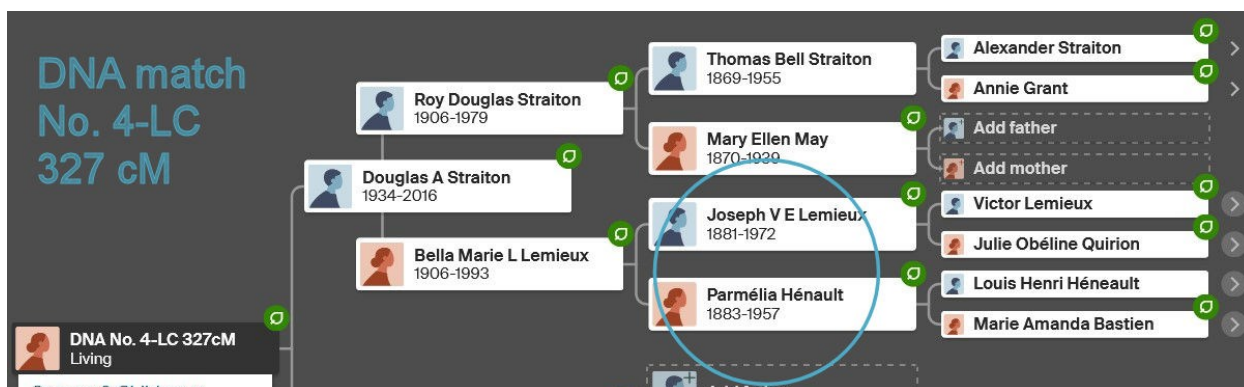 DNA match
No. 4-LC
327 cM
Thomas Bell Straiton
1869-1955
Alexander Straiton
Annie Grant
Roy Douglas Straiton
1906-1979
Mary Ellen May
1870-1939
Add father
Add mother
Douglas A Straiton
1934-2016
Joseph V E Lemieux
1881-1972
Victor Lemieux
Julie Obéline Quirion
Bella Marie L Lemieux
1906-1993
Parmélia Hénault
1883-1957
Louis Henri Héneault
Marie Amanda Bastien
DNA No. 4-LC 327cM
Living